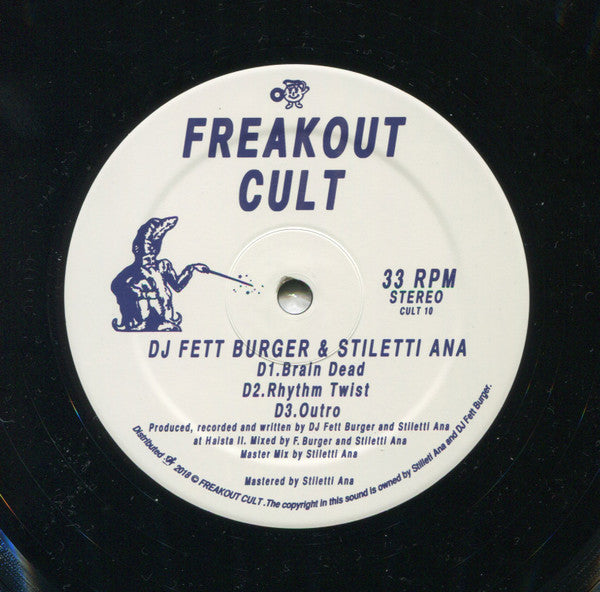 FREAKOUT
CULT
33 RPM
STEREO
CULT 10
DJ FETT BURGER & STILETTI ANA
D1.Brain Dead
D2.Rhythm Twist
D3.Outro
Produced, recorded and written by DJ Fett Burger and Stiletti Ana
at Haista II. Mixed by F. Burger and Stiletti Ana
Master Mix by Stiletti Ana
Mastered by Stiletti Ana
Distributed 2018 © FREAKOUT CULT .The copyright in this sound is owned by Stiletti Ana and DJ Fett Burger.